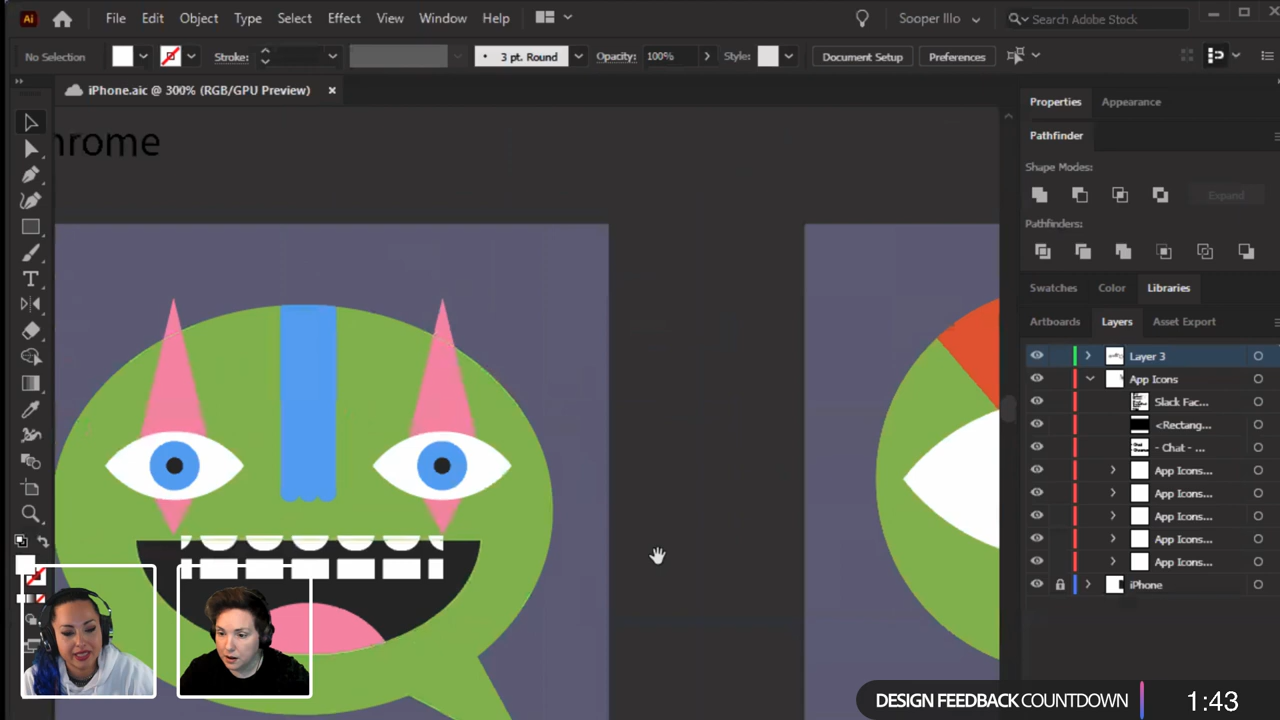 Ai File Edit Object Type Select Effect View Window Help Sooper Illo Search Adobe Stock
No Selection Stroke: 3 pt. Round Opacity: 100% Style: Document Setup Preferences
iPhone.aic @ 300% (RGB/GPU Preview)
hrome
Properties Appearance
Pathfinder
Shape Modes:
Expand
Pathfinders:
Swatches Color Libraries
Artboards Layers Asset Export
Layer 3
App Icons
Slack Fac...
<Rectang...
- Chat - ...
App Icons...
App Icons...
App Icons...
App Icons...
App Icons...
iPhone
DESIGN FEEDBACK COUNTDOWN 1:43